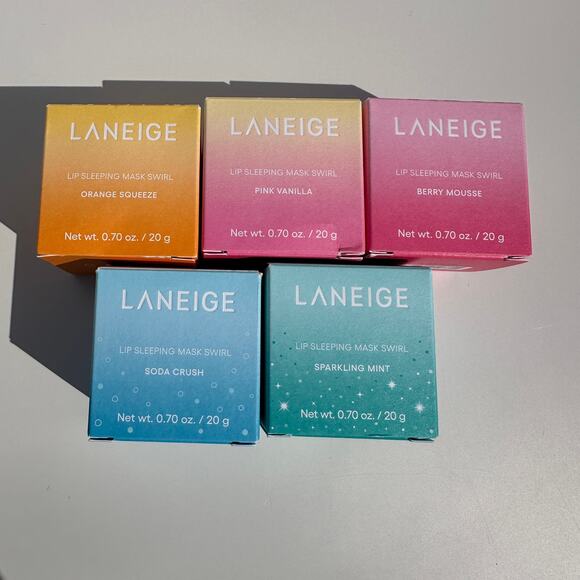 LANEIGE
LIP SLEEPING MASK SWIRL
ORANGE SQUEEZE
Net wt. 0.70 oz. / 20 g
LANEIGE
LIP SLEEPING MASK SWIRL
PINK VANILLA
Net wt. 0.70 oz. / 20 g
LANEIGE
LIP SLEEPING MASK SWIRL
BERRY MOUSSE
Net wt. 0.70 oz. / 20 g
LANEIGE
LIP SLEEPING MASK SWIRL
SODA CRUSH
Net wt. 0.70 oz. / 20 g
LANEIGE
LIP SLEEPING MASK SWIRL
SPARKLING MINT
Net wt. 0.70 oz. / 20 g